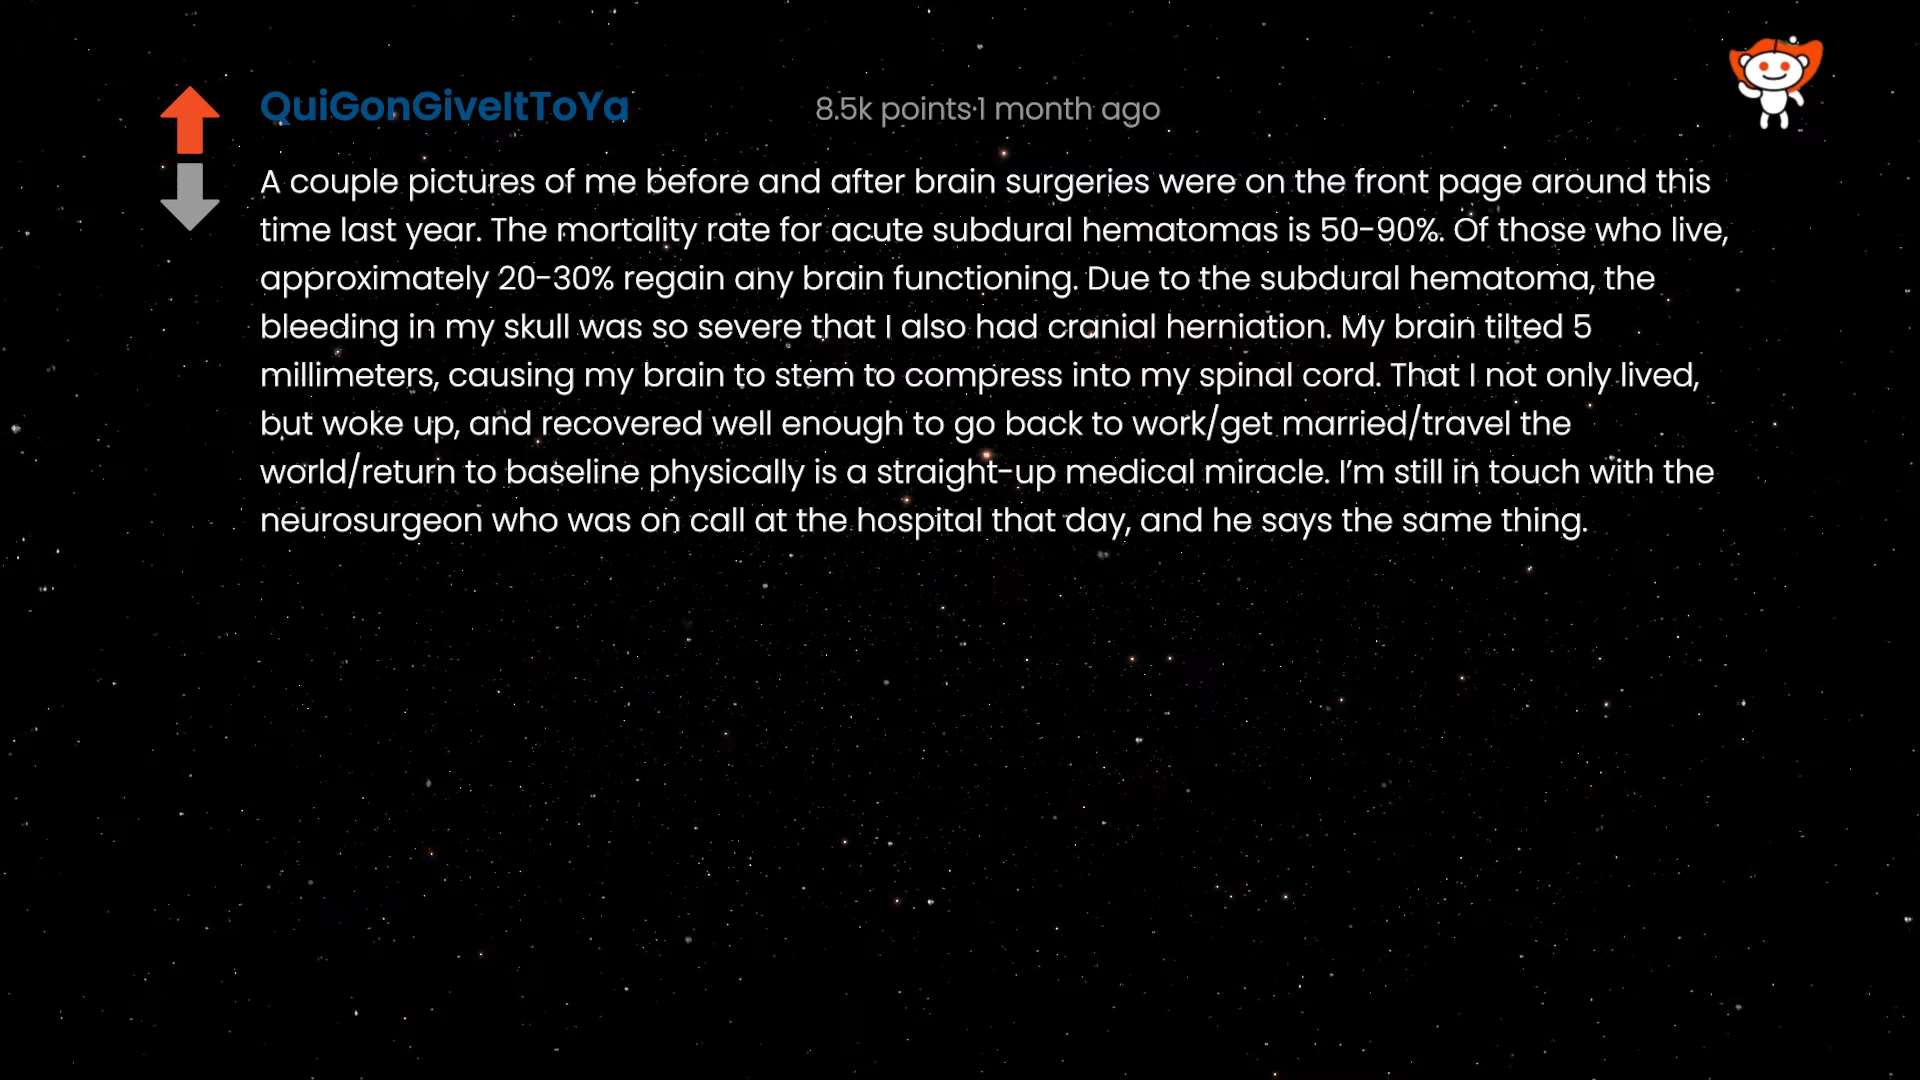 QuiGonGiveItToYa
8.5k points·1 month ago
A couple pictures of me before and after brain surgeries were on the front page around this
time last year. The mortality rate for acute subdural hematomas is 50-90%. Of those who live,
approximately 20-30% regain any brain functioning. Due to the subdural hematoma, the
bleeding in my skull was so severe that I also had cranial herniation. My brain tilted 5
millimeters, causing my brain to stem to compress into my spinal cord. That I not only lived,
but woke up, and recovered well enough to go back to work/get married/travel the
world/return to baseline physically is a straight-up medical miracle. I’m still in touch with the
neurosurgeon who was on call at the hospital that day, and he says the same thing.